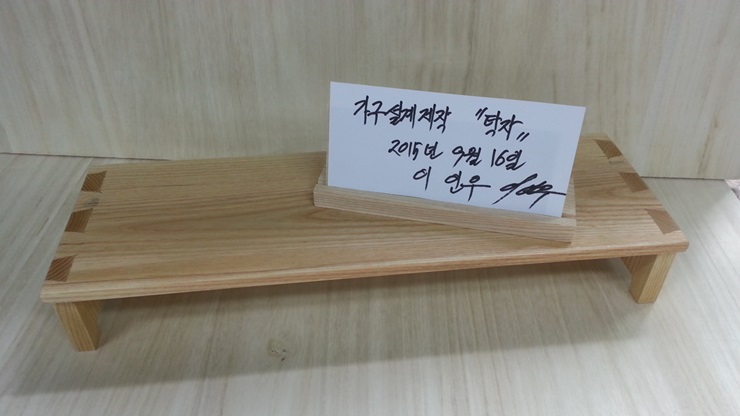 가구설계제작 "탁자"
2015년 9월 16일
이 연우